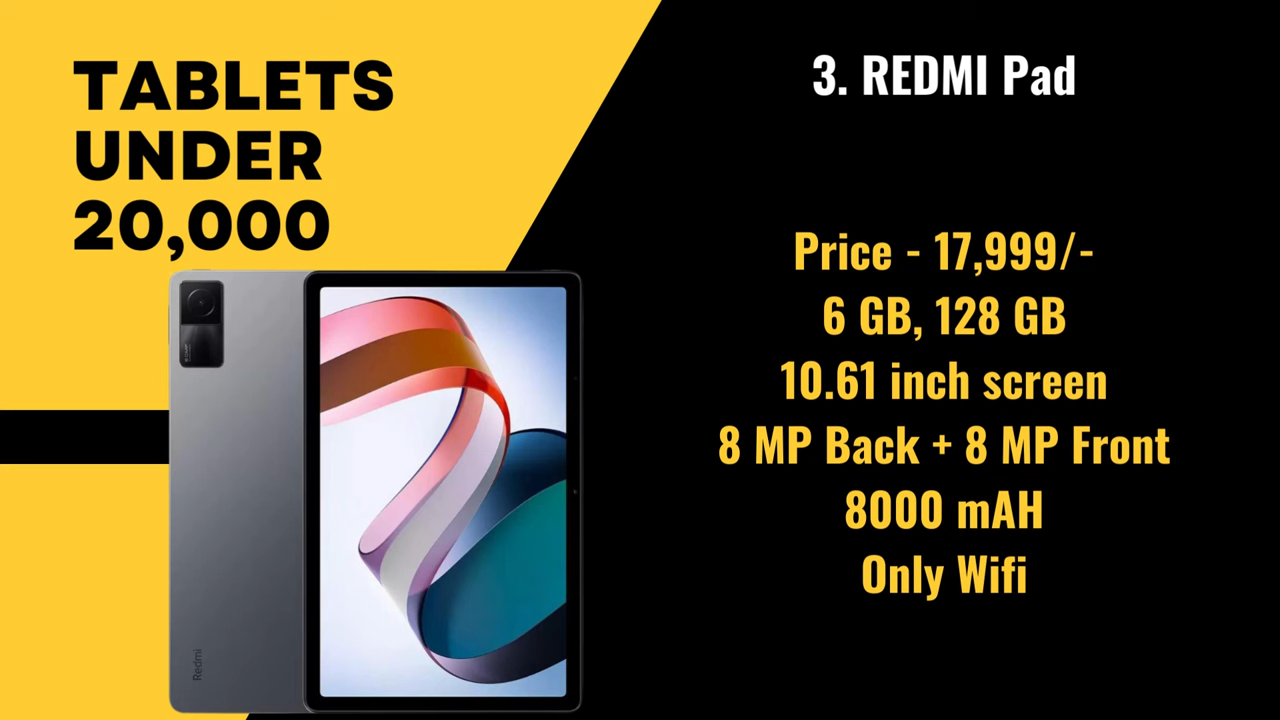 TABLETS
UNDER
20,000
3. REDMI Pad
Price - 17,999/-
6 GB, 128 GB
10.61 inch screen
8 MP Back + 8 MP Front
8000 mAH
Only Wifi
Redmi